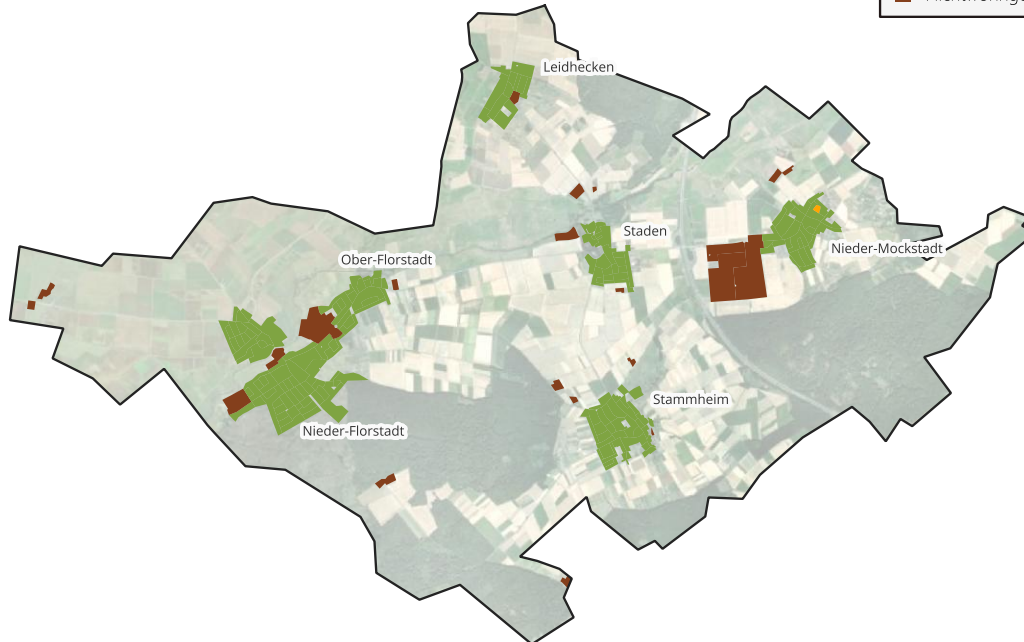 Leidhecken
Staden
Nieder-Mockstadt
Ober-Florstadt
Stammheim
Nieder-Florstadt